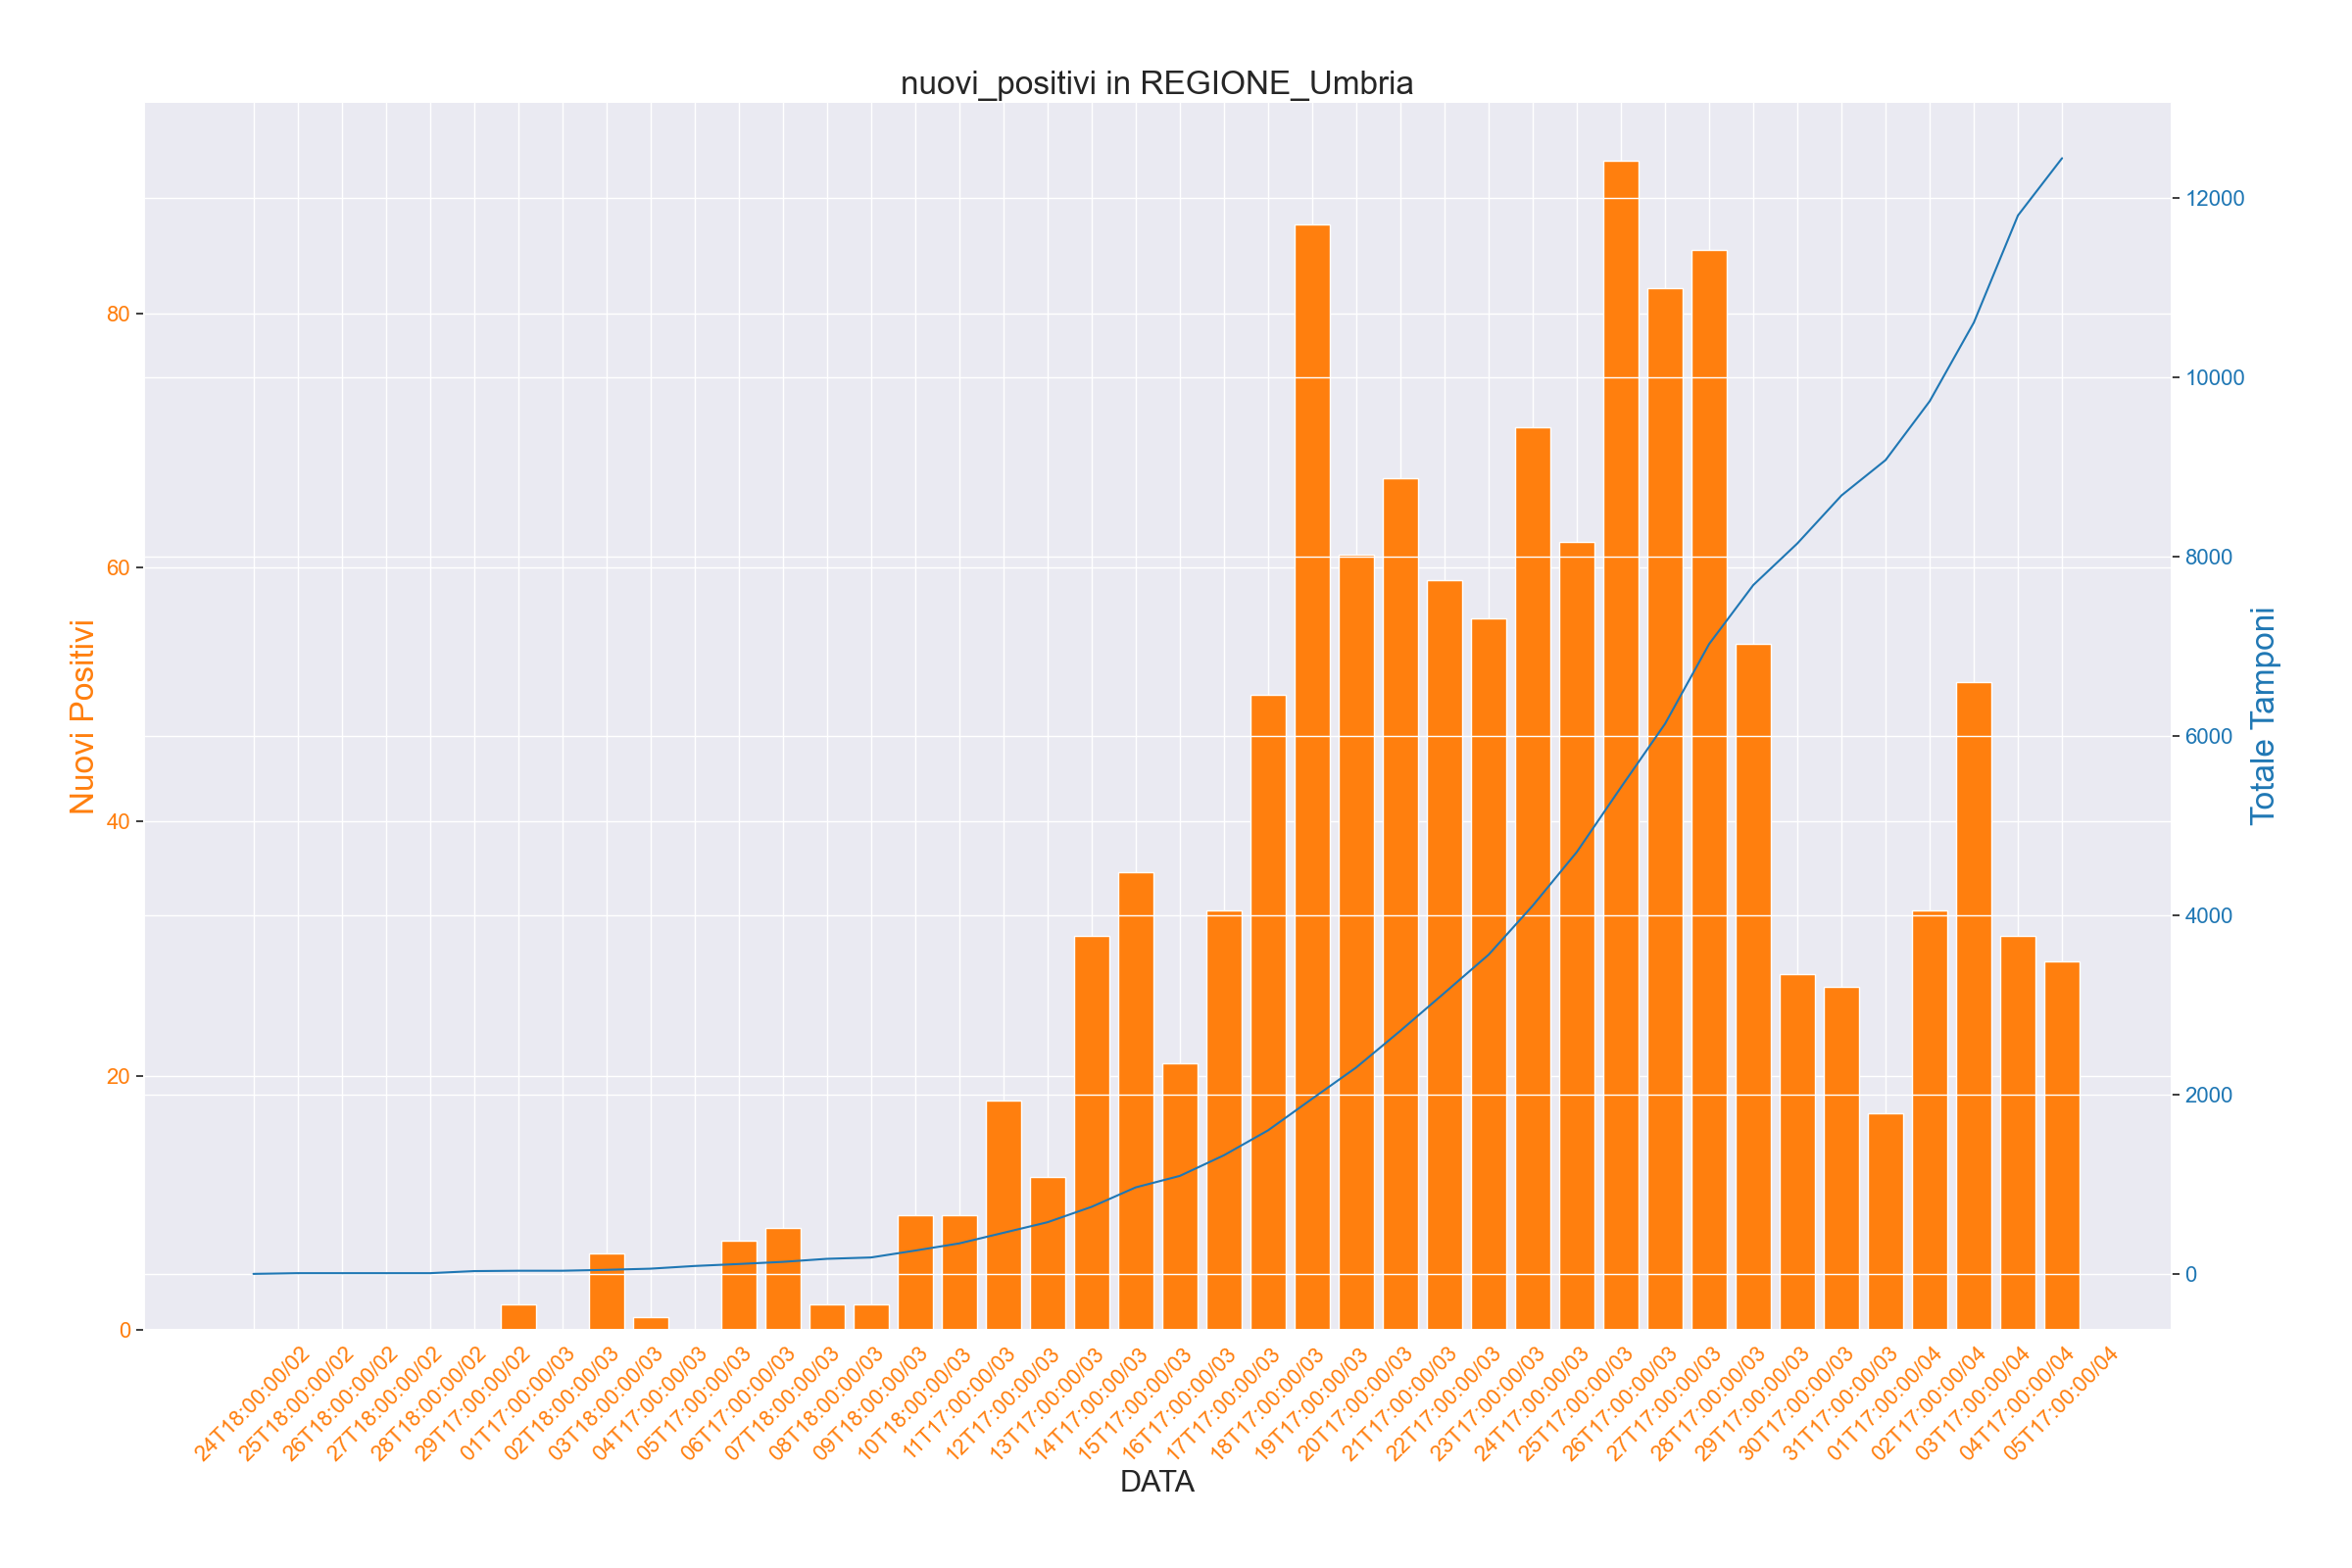 nuovi_positivi in REGIONE_Umbria
Nuovi Positivi
80
60
40
20
0
12000
10000
8000
6000
4000
2000
0
Totale Tamponi
24T18:00:00/02
25T18:00:00/02
26T18:00:00/02
27T18:00:00/02
28T18:00:00/02
29T17:00:00/02
01T17:00:00/03
02T18:00:00/03
03T18:00:00/03
04T17:00:00/03
05T17:00:00/03
06T17:00:00/03
07T18:00:00/03
08T18:00:00/03
09T18:00:00/03
10T18:00:00/03
11T17:00:00/03
12T17:00:00/03
13T17:00:00/03
14T17:00:00/03
15T17:00:00/03
16T17:00:00/03
17T17:00:00/03
18T17:00:00/03
19T17:00:00/03
20T17:00:00/03
21T17:00:00/03
22T17:00:00/03
23T17:00:00/03
24T17:00:00/03
25T17:00:00/03
26T17:00:00/03
27T17:00:00/03
28T17:00:00/03
29T17:00:00/03
30T17:00:00/03
31T17:00:00/03
01T17:00:00/04
02T17:00:00/04
03T17:00:00/04
04T17:00:00/04
05T17:00:00/04
DATA